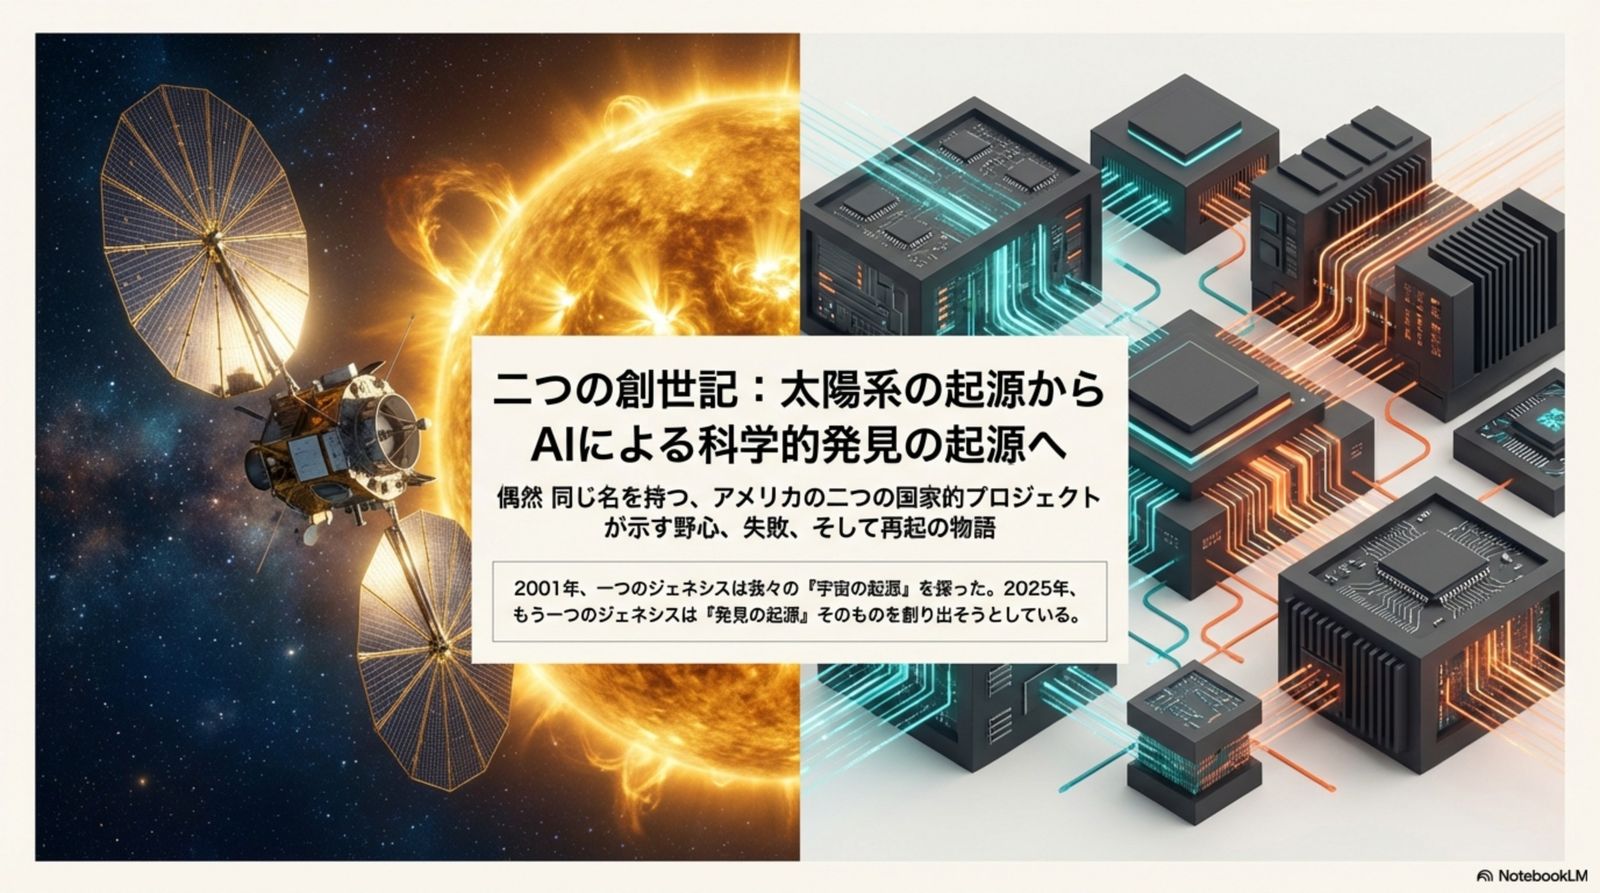 二つの創世記：太陽系の起源から
AIによる科学的発見の起源へ
偶然 同じ名を持つ、アメリカの二つの国家的プロジェクト
が示す野心、失敗、そして再起の物語
2001年、一つのジェネシスは我々の『宇宙の起源』を探った。2025年、
もう一つのジェネシスは『発見の起源』そのものを創り出そうとしている。
NotebookLM